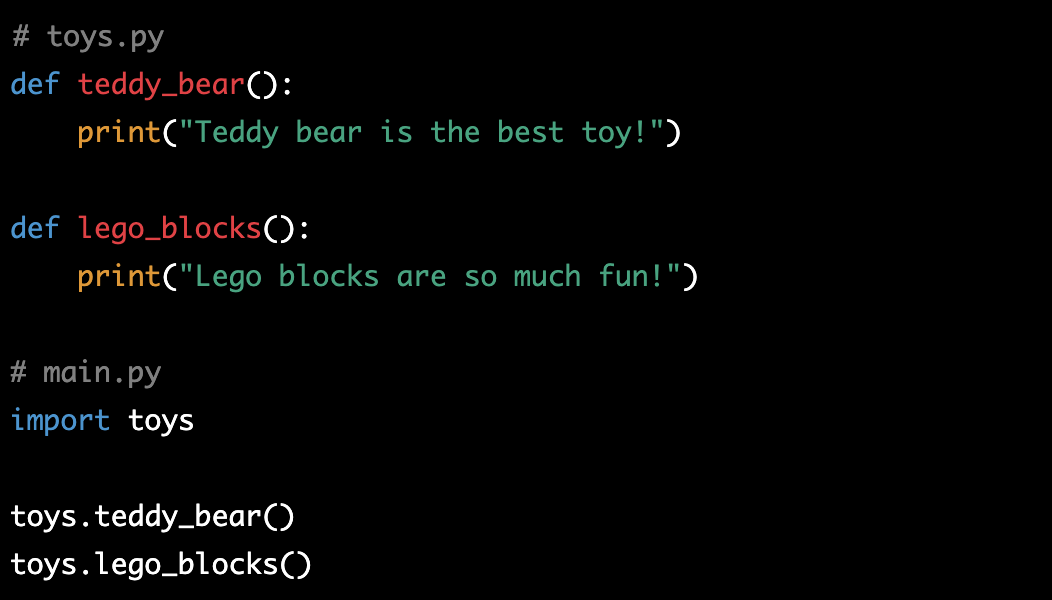 # toys.py
def teddy_bear():
    print("Teddy bear is the best toy!")

def lego_blocks():
    print("Lego blocks are so much fun!")

# main.py
import toys

toys.teddy_bear()
toys.lego_blocks()